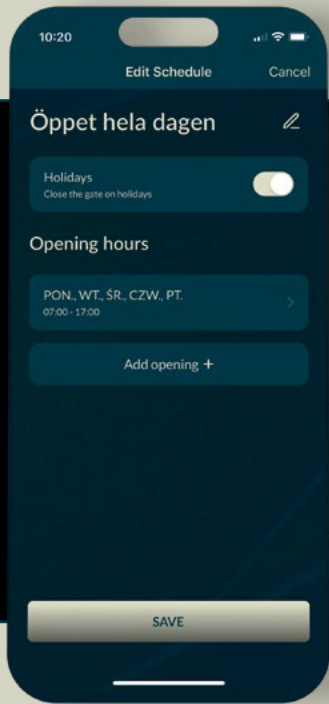 10:20
Edit Schedule Cancel
Öppet hela dagen
Holidays
Close the gate on holidays
Opening hours
PON., WT., ŚR., CZW., PT.
07:00 - 17:00
Add opening +
SAVE